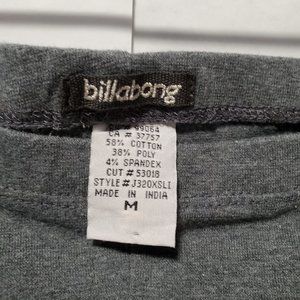 billabong
39064
CA # 37757
58% COTTON
38% POLY
4% SPANDEX
CUT # 53018
STYLE# J320XSLI
MADE IN INDIA
M